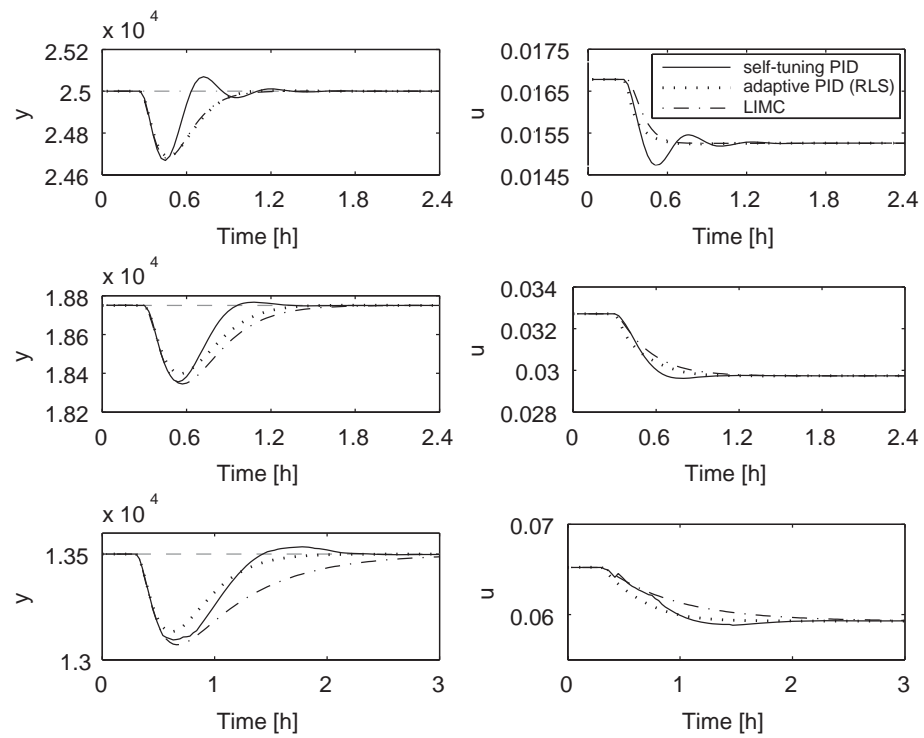 x 10 4
2.52
2.5
2.48
2.46
y
0 0.6 1.2 1.8 2.4
Time [h]
0.0175
0.0165
0.0155
0.0145
u
self-tuning PID
adaptive PID (RLS)
LIMC
0 0.6 1.2 1.8 2.4
Time [h]
x 10 4
1.88
1.86
1.84
1.82
y
0 0.6 1.2 1.8 2.4
Time [h]
0.034
0.032
0.03
0.028
u
0 0.6 1.2 1.8 2.4
Time [h]
x 10 4
1.35
1.3
y
0 1 2 3
Time [h]
0.07
0.06
u
0 1 2 3
Time [h]